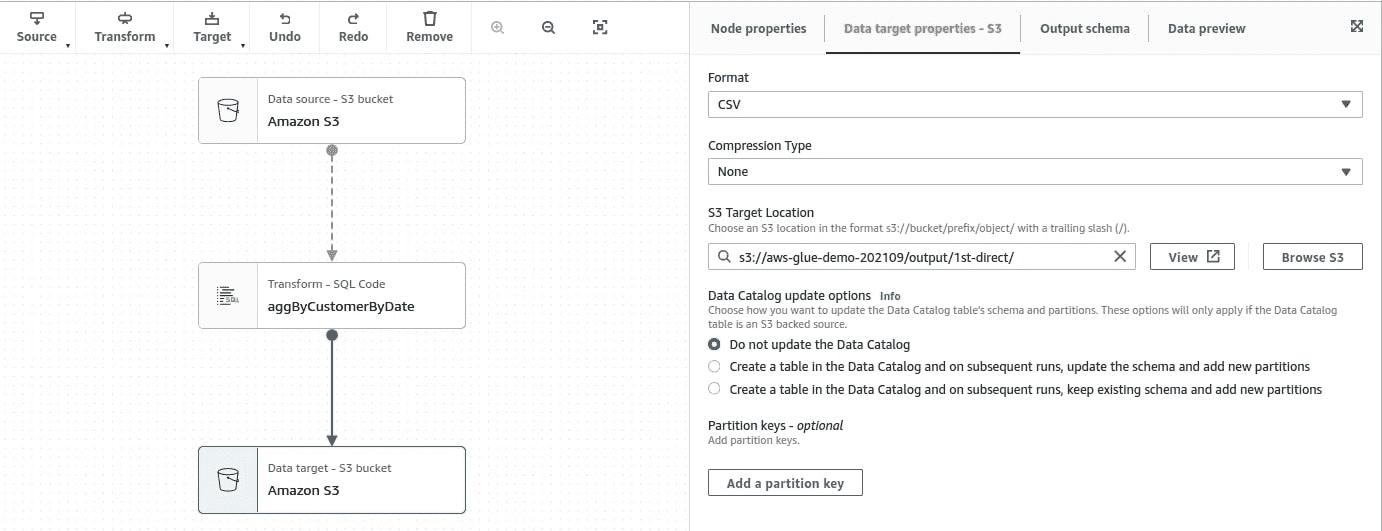 Source
Transform
Target
Undo
Redo
Remove
Data source - S3 bucket
Amazon S3
Transform - SQL Code
aggByCustomerByDate
Data target - S3 bucket
Amazon S3
Node properties
Data target properties - S3
Output schema
Data preview
Format
CSV
Compression Type
None
S3 Target Location
Choose an S3 location in the format s3://bucket/prefix/object/ with a trailing slash (/).
s3://aws-glue-demo-202109/output/1st-direct/
View
Browse S3
Data Catalog update options Info
Choose how you want to update the Data Catalog table's schema and partitions. These options will only apply if the Data Catalog
table is an S3 backed source.
Do not update the Data Catalog
Create a table in the Data Catalog and on subsequent runs, update the schema and add new partitions
Create a table in the Data Catalog and on subsequent runs, keep existing schema and add new partitions
Partition keys - optional
Add partition keys.
Add a partition key
SQL